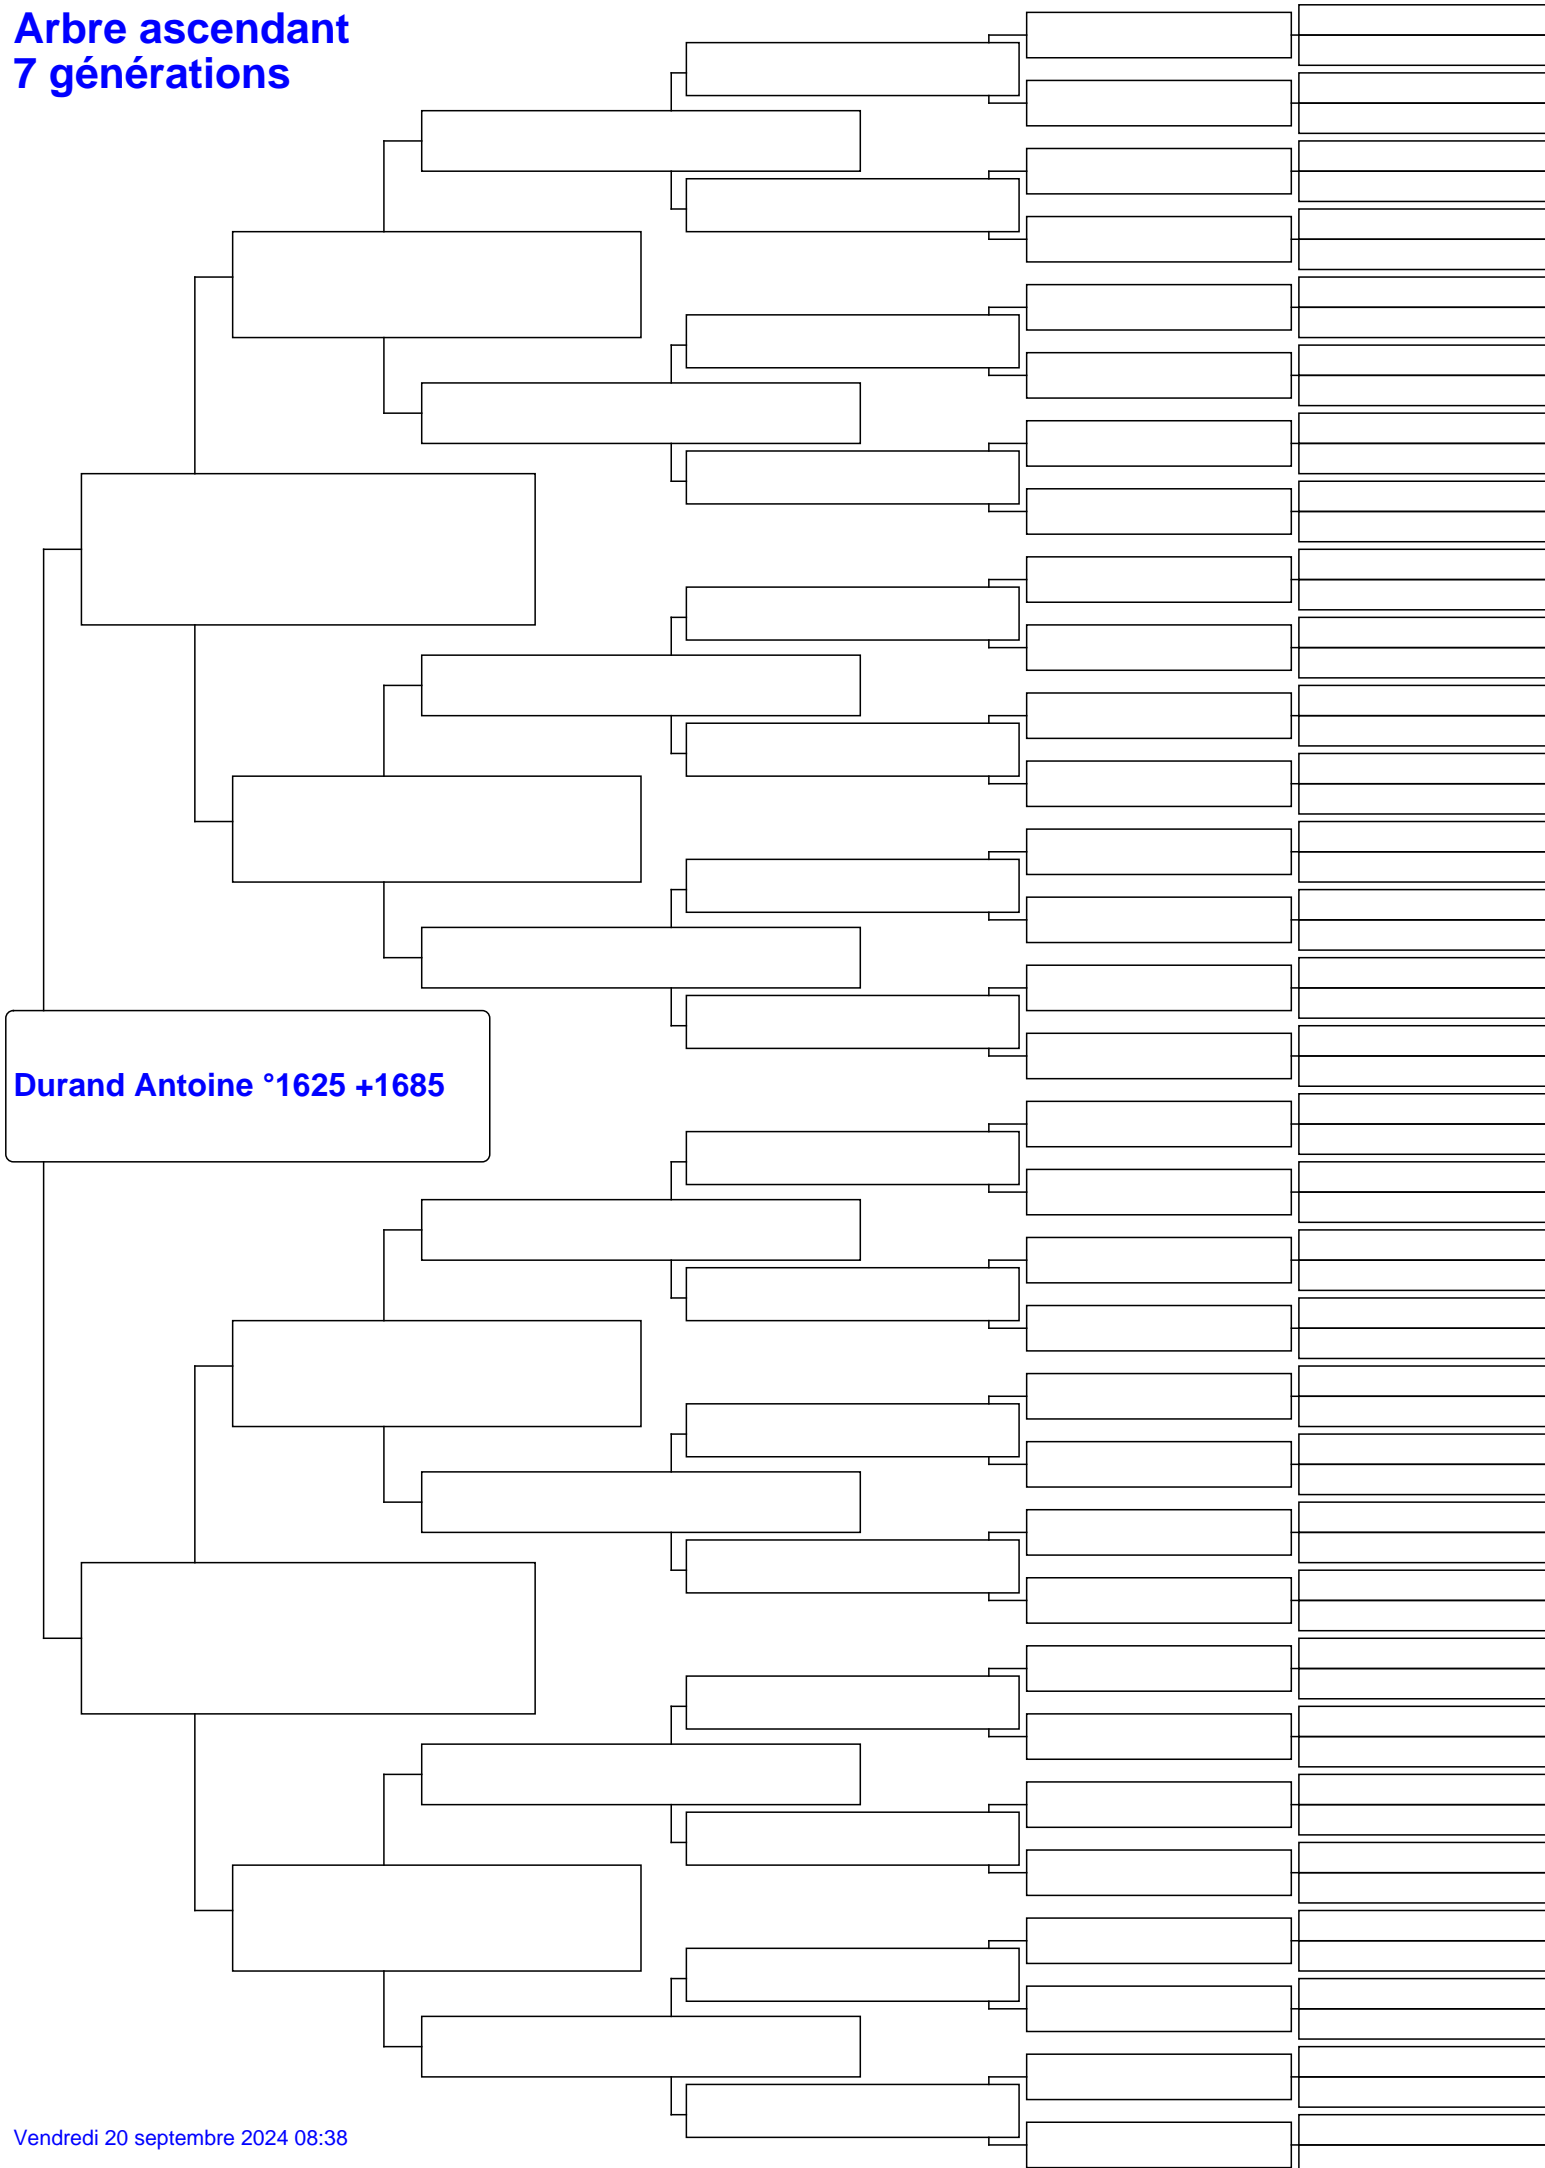 Arbre ascendant
7 générations
Durand Antoine °1625 +1685
Vendredi 20 septembre 2024 08:38